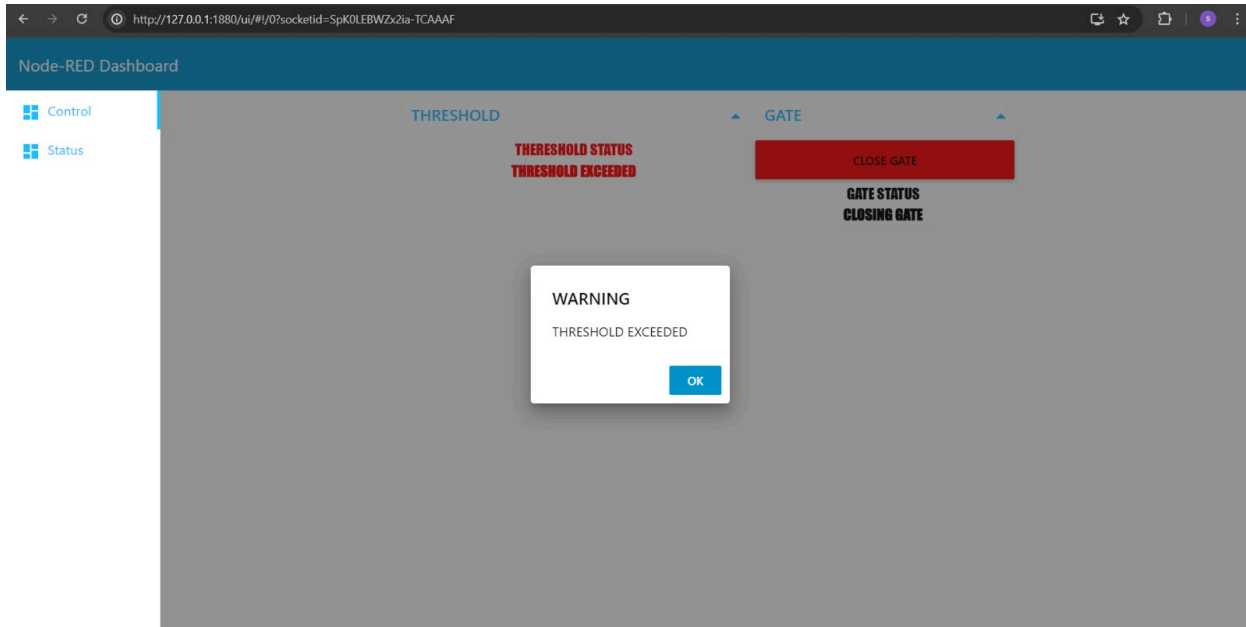 http://127.0.0.1:1880/ui/#!/0?socketid=SpK0LEBWZx2ia-TCAAAF
S
Node-RED Dashboard
Control
Status
THRESHOLD
THERESHOLD STATUS
THRESHOLD EXCEEDED
GATE
CLOSE GATE
GATE STATUS
CLOSING GATE
WARNING
THRESHOLD EXCEEDED
OK